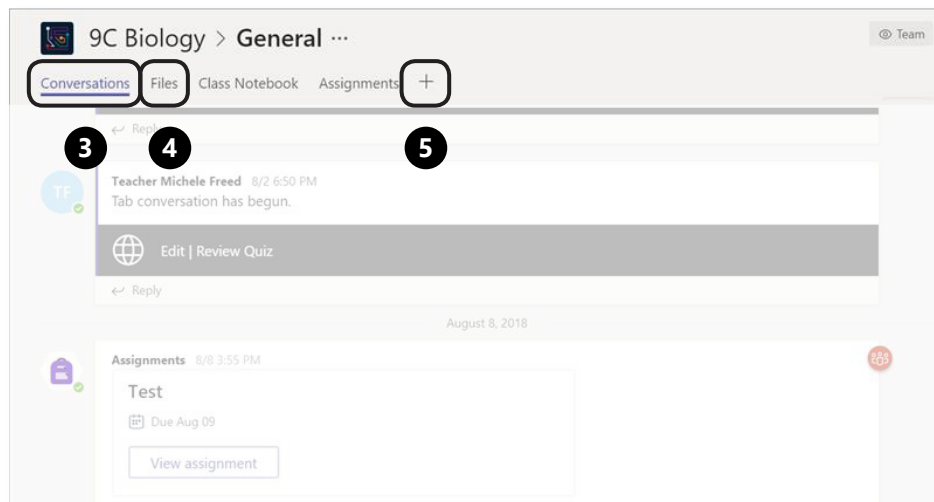 9C Biology > General ···
Team
Conversations Files Class Notebook Assignments +
Reply
3 4 5
TF
Teacher Michele Freed 8/2 6:50 PM
Tab conversation has begun.
Edit | Review Quiz
Reply
August 8, 2018
Assignments 8/8 3:55 PM
Test
Due Aug 09
View assignment